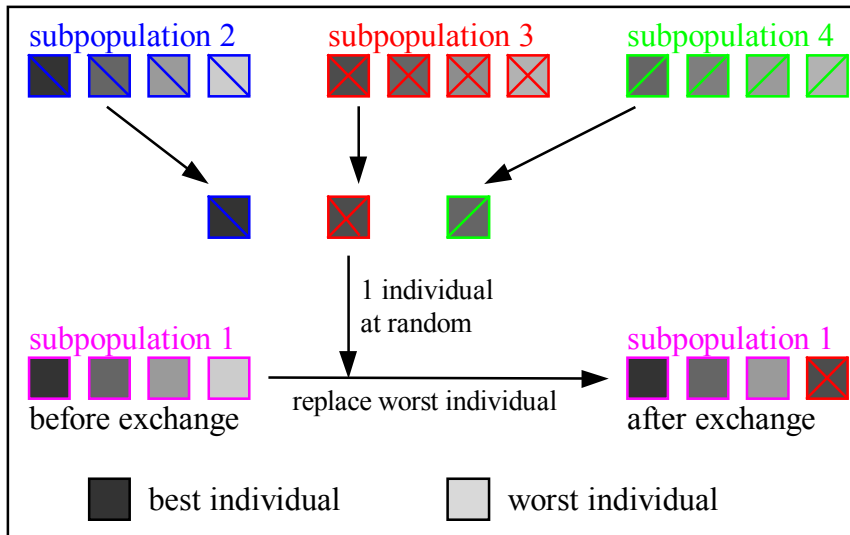 subpopulation 2
subpopulation 3
subpopulation 4
1 individual
at random
subpopulation 1
subpopulation 1
replace worst individual
before exchange
after exchange
best individual
worst individual